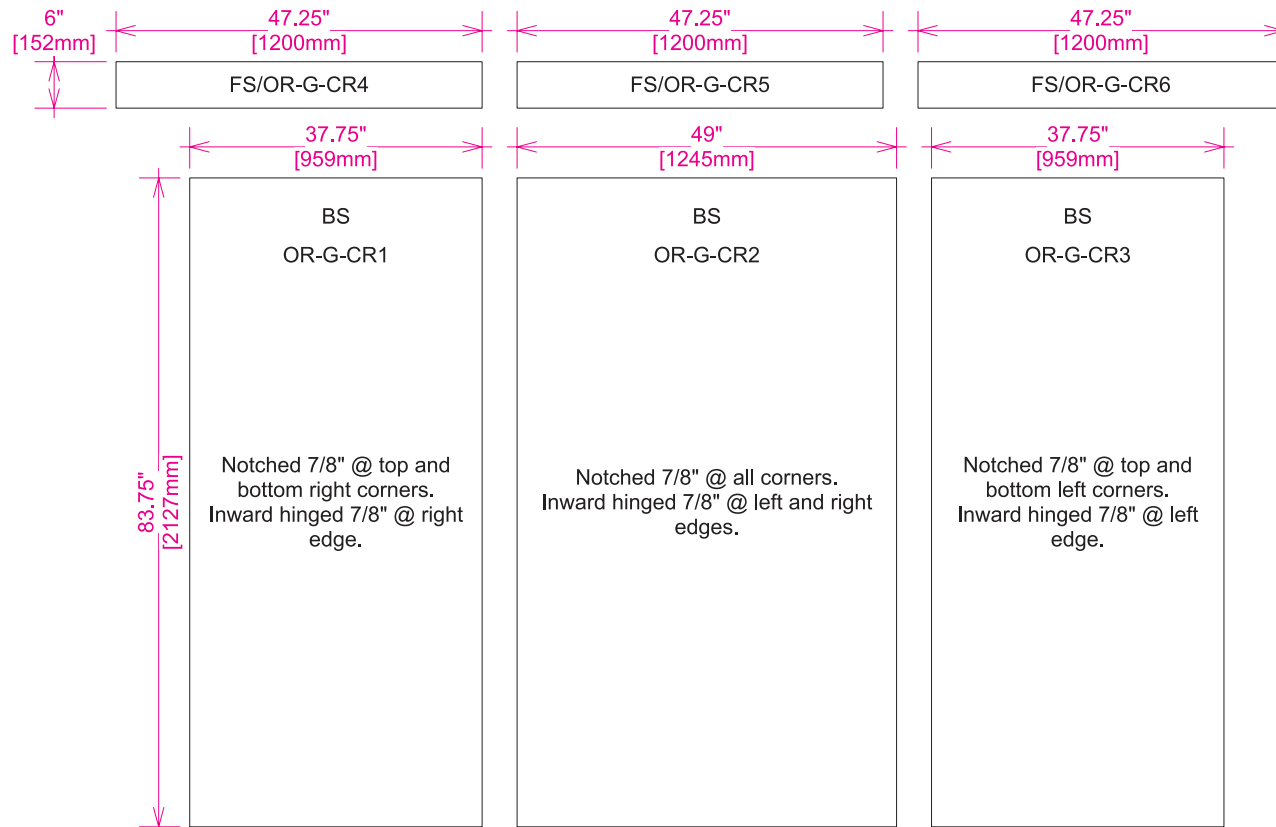 6"
[152mm]
47.25"
[1200mm]
47.25"
[1200mm]
47.25"
[1200mm]
FS/OR-G-CR4
FS/OR-G-CR5
FS/OR-G-CR6
37.75"
[959mm]
49"
[1245mm]
37.75"
[959mm]
83.75"
[2127mm]
BS
OR-G-CR1
Notched 7/8" @ top and
bottom right corners.
Inward hinged 7/8" @ right
edge.
BS
OR-G-CR2
Notched 7/8" @ all corners.
Inward hinged 7/8" @ left and right
edges.
BS
OR-G-CR3
Notched 7/8" @ top and
bottom left corners.
Inward hinged 7/8" @ left
edge.